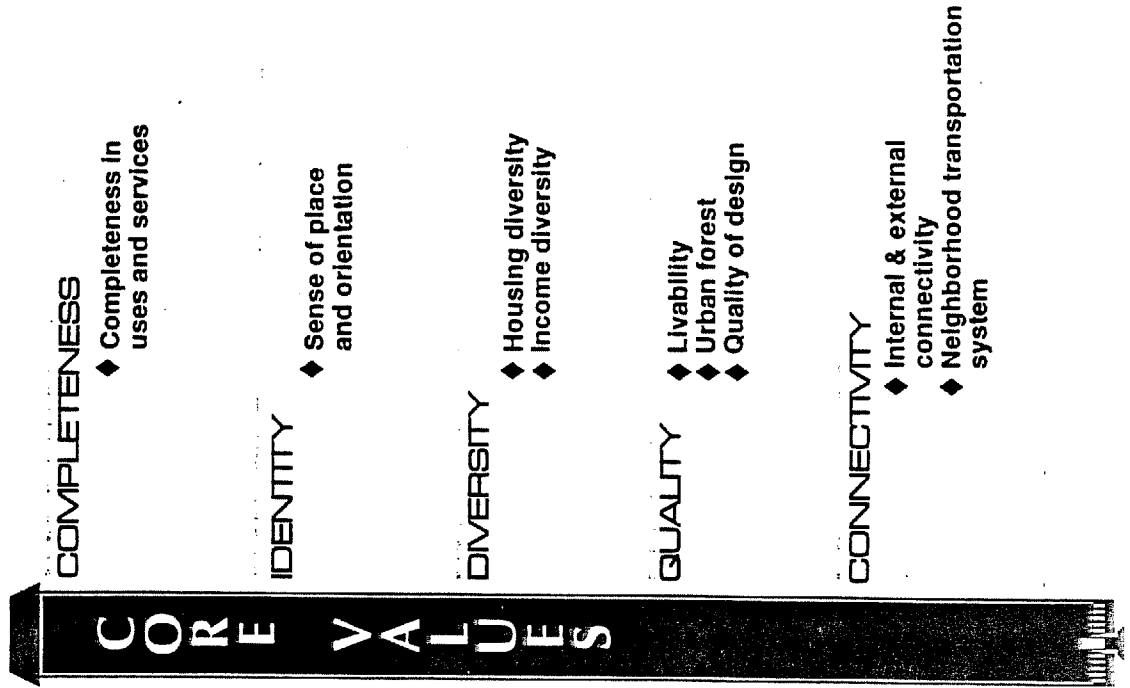 CORE VALUES
COMPLETENESS
♦ Completeness in
uses and services
IDENTITY
♦ Sense of place
and orientation
DIVERSITY
♦ Housing diversity
♦ Income diversity
QUALITY
♦ Livability
♦ Urban forest
♦ Quality of design
CONNECTIVITY
♦ Internal & external
connectivity
♦ Neighborhood transportation
system